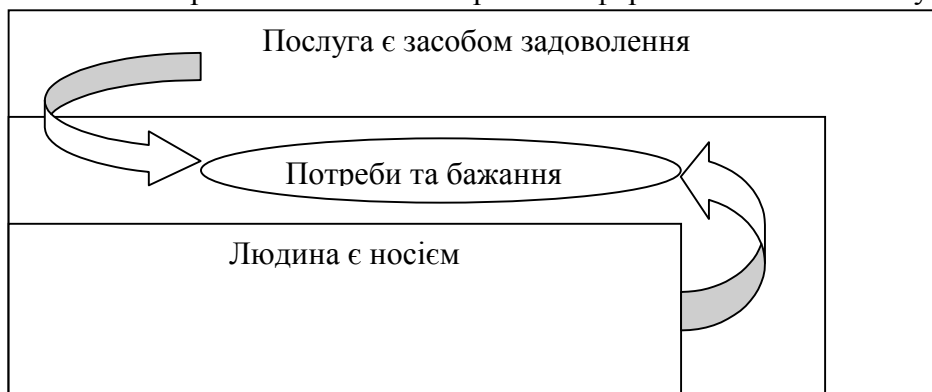 Послуга є засобом задоволення
Потреби та бажання
Людина є носієм